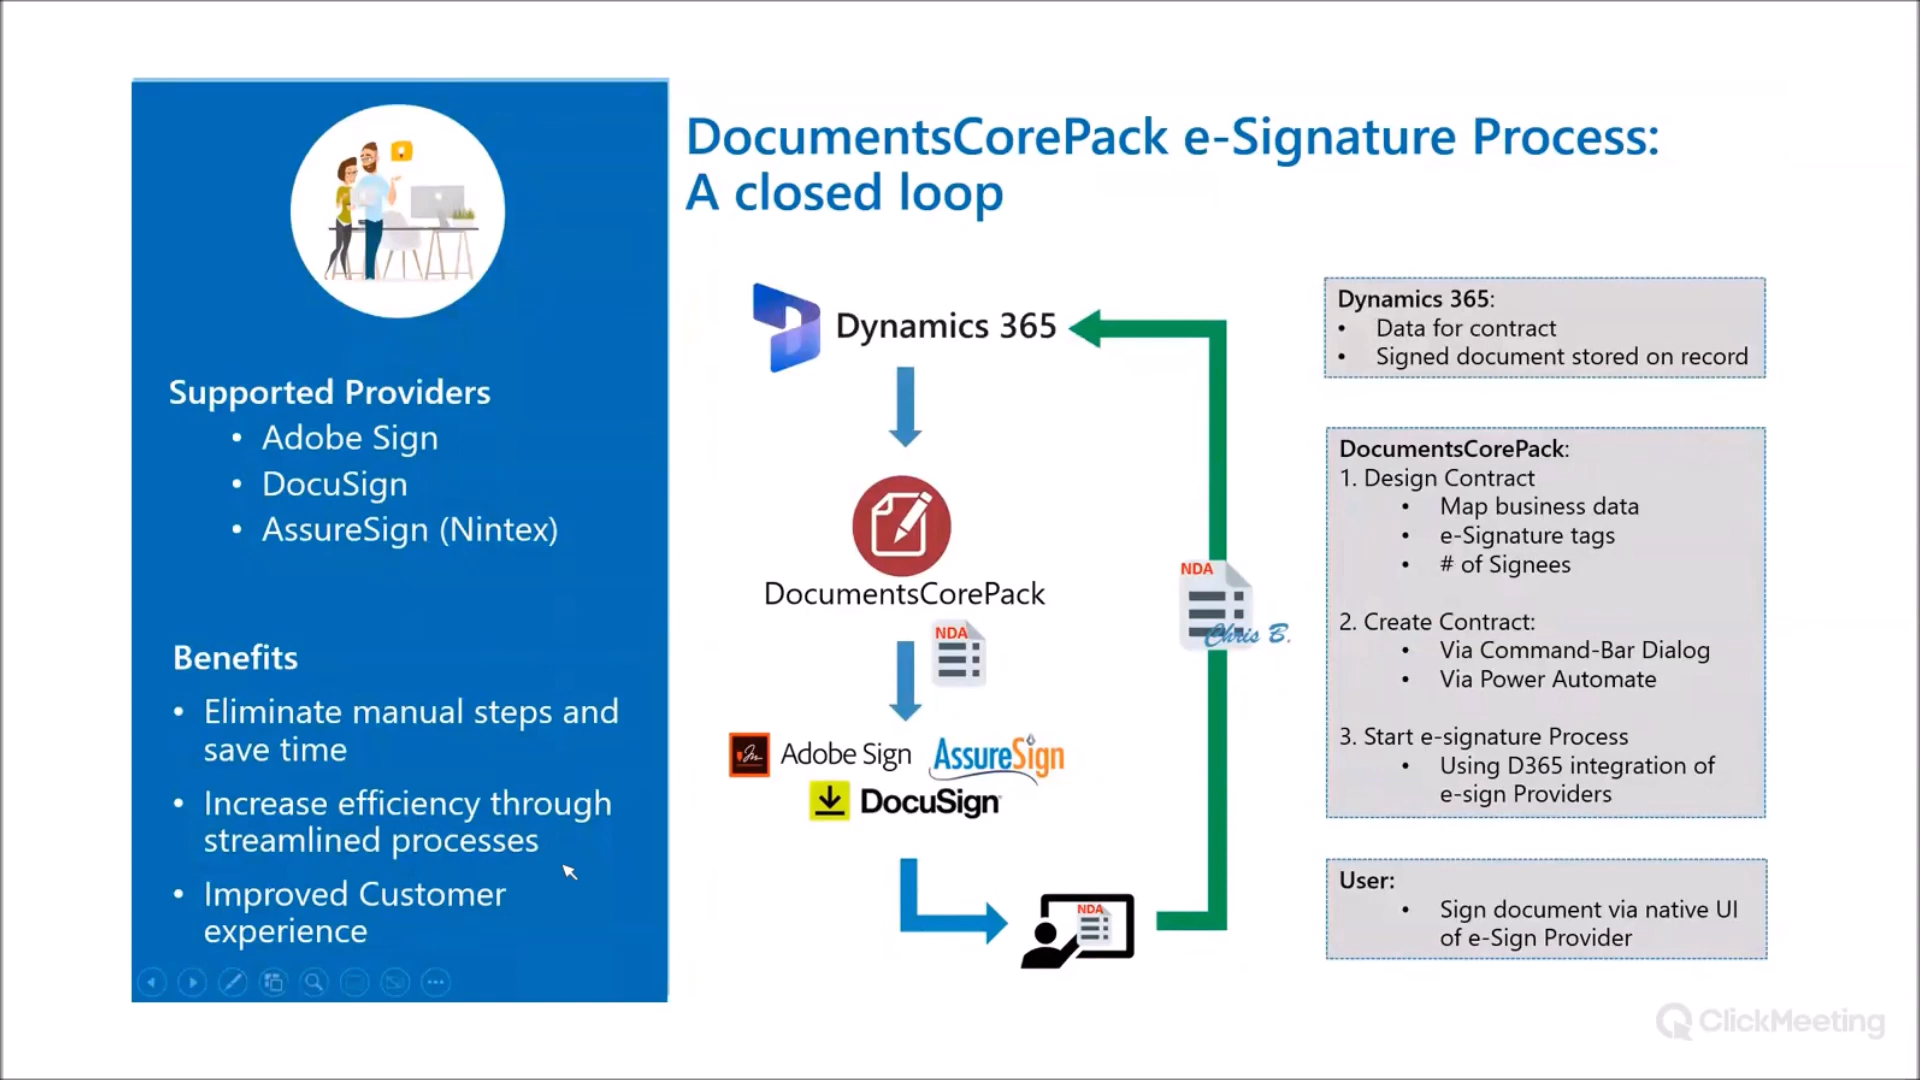 DocumentsCorePack e-Signature Process:
A closed loop
Supported Providers
• Adobe Sign
• DocuSign
• AssureSign (Nintex)
Benefits
• Eliminate manual steps and
save time
• Increase efficiency through
streamlined processes
• Improved Customer
experience
Dynamics 365
DocumentsCorePack
NDA
Adobe Sign
AssureSign
DocuSign
NDA
NDA
Chris B.
Dynamics 365:
• Data for contract
• Signed document stored on record
DocumentsCorePack:
1. Design Contract
• Map business data
• e-Signature tags
• # of Signees
2. Create Contract:
• Via Command-Bar Dialog
• Via Power Automate
3. Start e-signature Process
• Using D365 integration of
e-sign Providers
User:
• Sign document via native UI
of e-Sign Provider
ClickMeeting